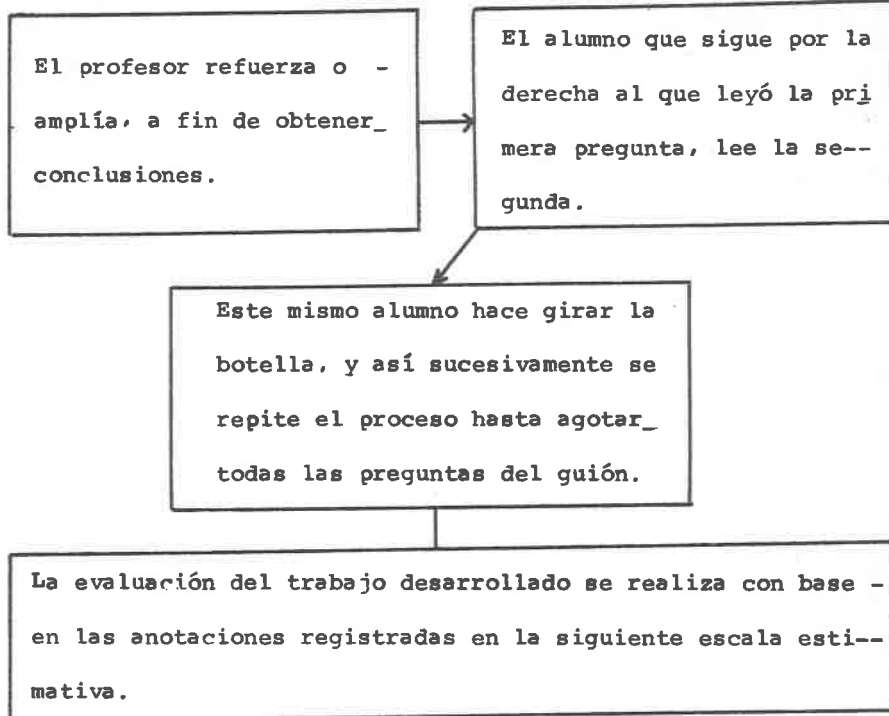 El profesor refuerza o -
amplía, a fin de obtener_
conclusiones.
El alumno que sigue por la
derecha al que leyó la pri
mera pregunta, lee la se--
gunda.
Este mismo alumno hace girar la
botella, y así sucesivamente se
repite el proceso hasta agotar_
todas las preguntas del guión.
La evaluación del trabajo desarrollado se realiza con base -
en las anotaciones registradas en la siguiente escala esti--
mativa.